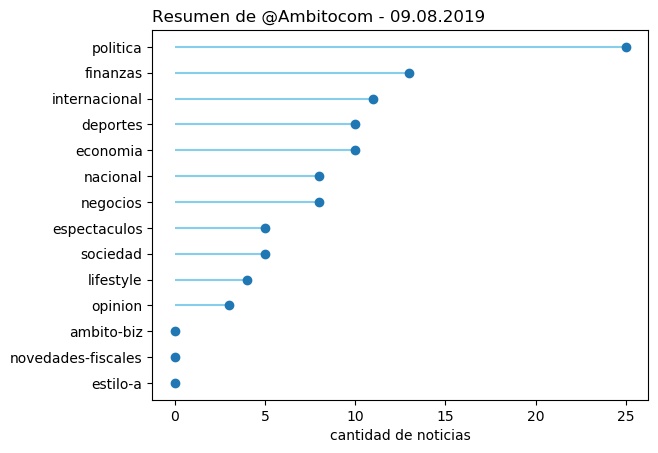 Resumen de @Ambitocom - 09.08.2019
politica
finanzas
internacional
deportes
economia
nacional
negocios
espectaculos
sociedad
lifestyle
opinion
ambito-biz
novedades-fiscales
estilo-a
0 5 10 15 20 25
cantidad de noticias